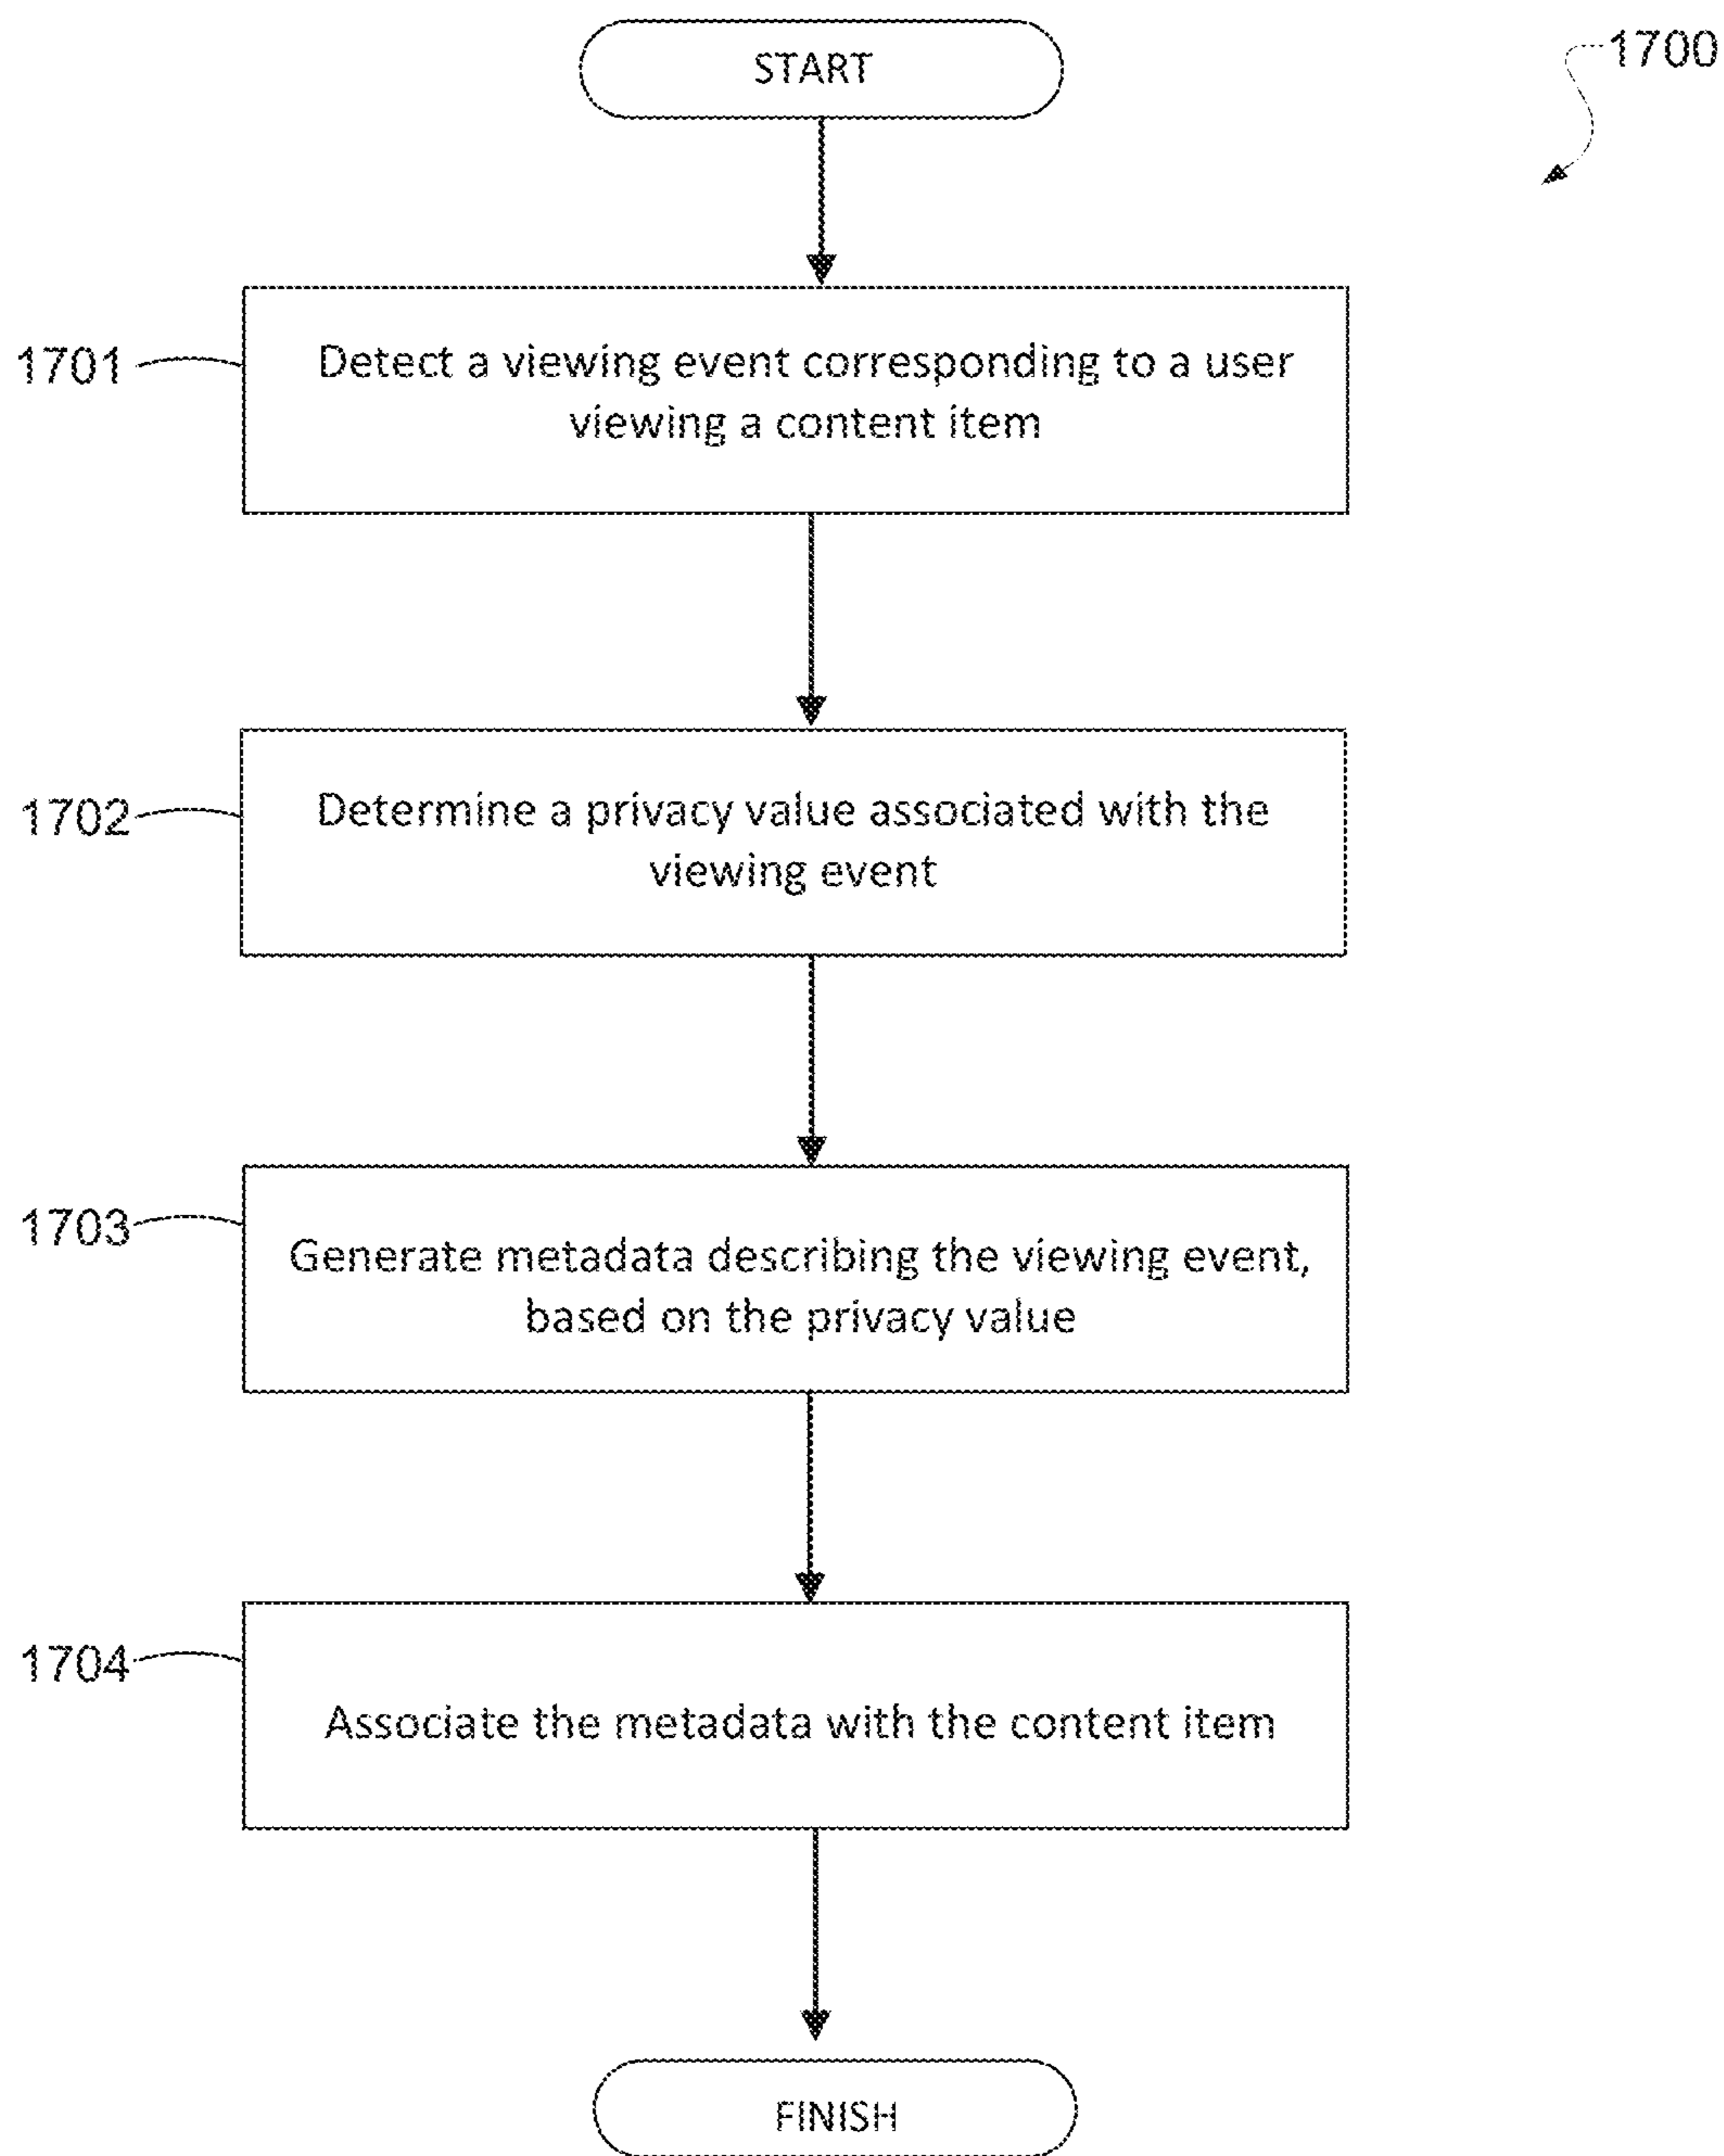 START
1700
1701
Detect a viewing event corresponding to a user
viewing a content item
1702
Determine a privacy value associated with the
viewing event
1703
Generate metadata describing the viewing event,
based on the privacy value
1704
Associate the metadata with the content item
FINISH